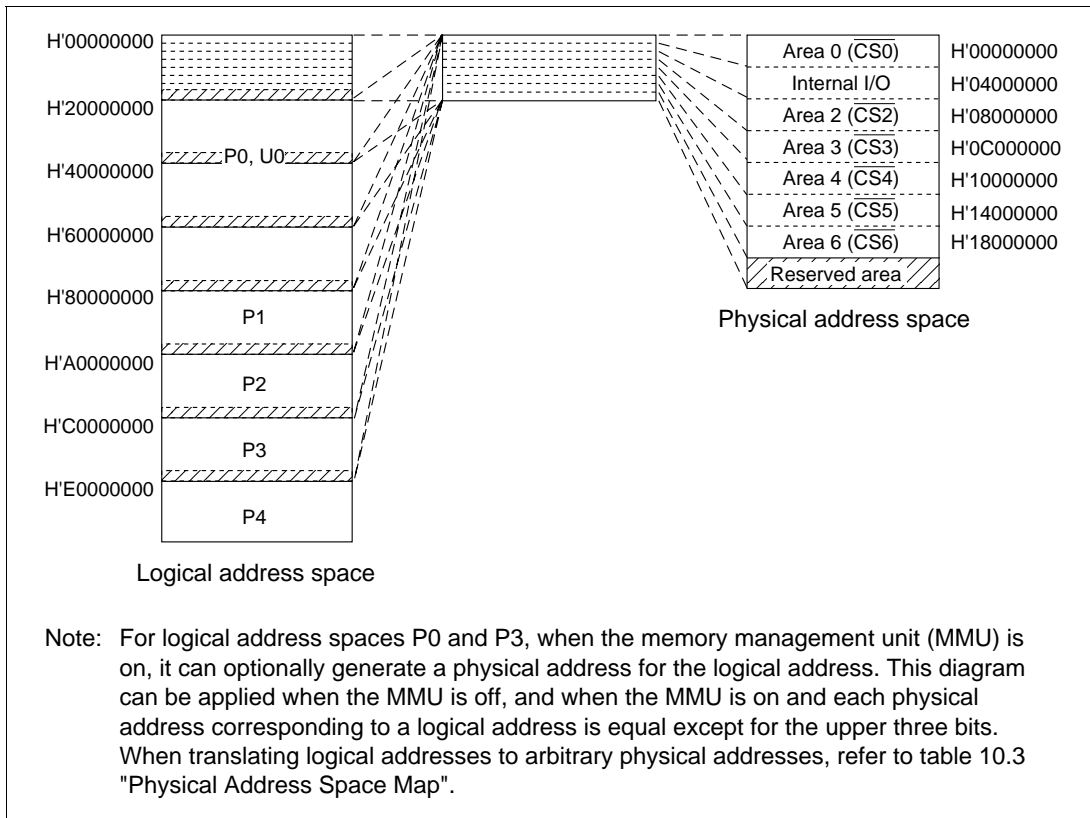 H'00000000
H'20000000
H'40000000
H'60000000
H'80000000
H'A0000000
H'C0000000
H'E0000000
P0, U0
P1
P2
P3
P4
Logical address space
Area 0 (CS0)
Internal I/O
Area 2 (CS2)
Area 3 (CS3)
Area 4 (CS4)
Area 5 (CS5)
Area 6 (CS6)
Reserved area
H'00000000
H'04000000
H'08000000
H'0C000000
H'10000000
H'14000000
H'18000000
Physical address space
Note: For logical address spaces P0 and P3, when the memory management unit (MMU) is
on, it can optionally generate a physical address for the logical address. This diagram
can be applied when the MMU is off, and when the MMU is on and each physical
address corresponding to a logical address is equal except for the upper three bits.
When translating logical addresses to arbitrary physical addresses, refer to table 10.3
"Physical Address Space Map".